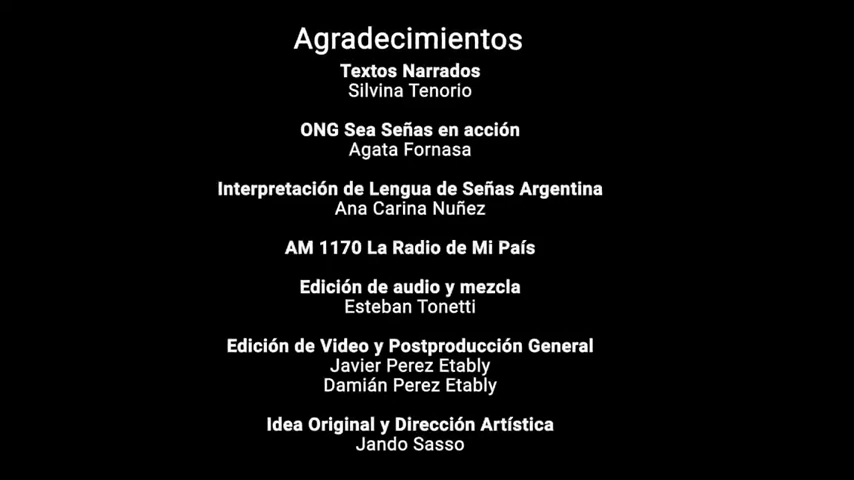 Agradecimientos
Textos Narrados
Silvina Tenorio
ONG Sea Señas en acción
Agata Fornasa
Interpretación de Lengua de Señas Argentina
Ana Carina Nuñez
AM 1170 La Radio de Mi País
Edición de audio y mezcla
Esteban Tonetti
Edición de Video y Postproducción General
Javier Perez Etably
Damián Perez Etably
Idea Original y Dirección Artística
Jando Sasso